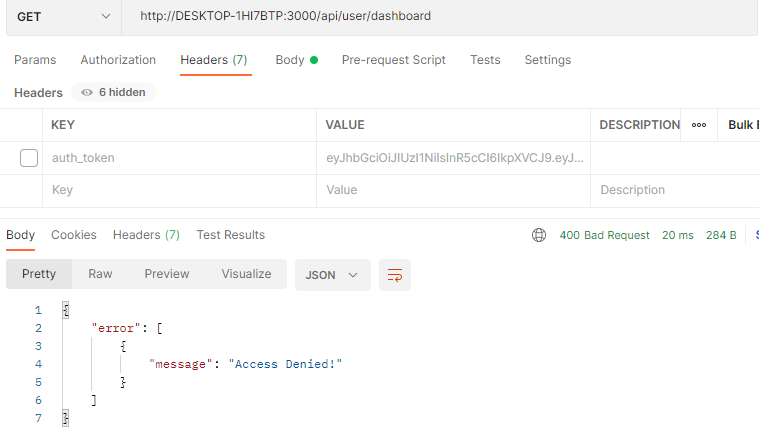 GET http://DESKTOP-1HI7BTP:3000/api/user/dashboard
Params Authorization Headers (7) Body Pre-request Script Tests Settings
Headers 6 hidden
KEY VALUE DESCRIPTION Bulk E
auth_token eyJhbGciOiJIUzI1NiIsInR5cCI6IkpXVCJ9.eyJ...
Key Value Description
Body Cookies Headers (7) Test Results 400 Bad Request 20 ms 284 B S
Pretty Raw Preview Visualize JSON
1 {
2 "error": [
3 {
4 "message": "Access Denied!"
5 }
6 ]
7 }